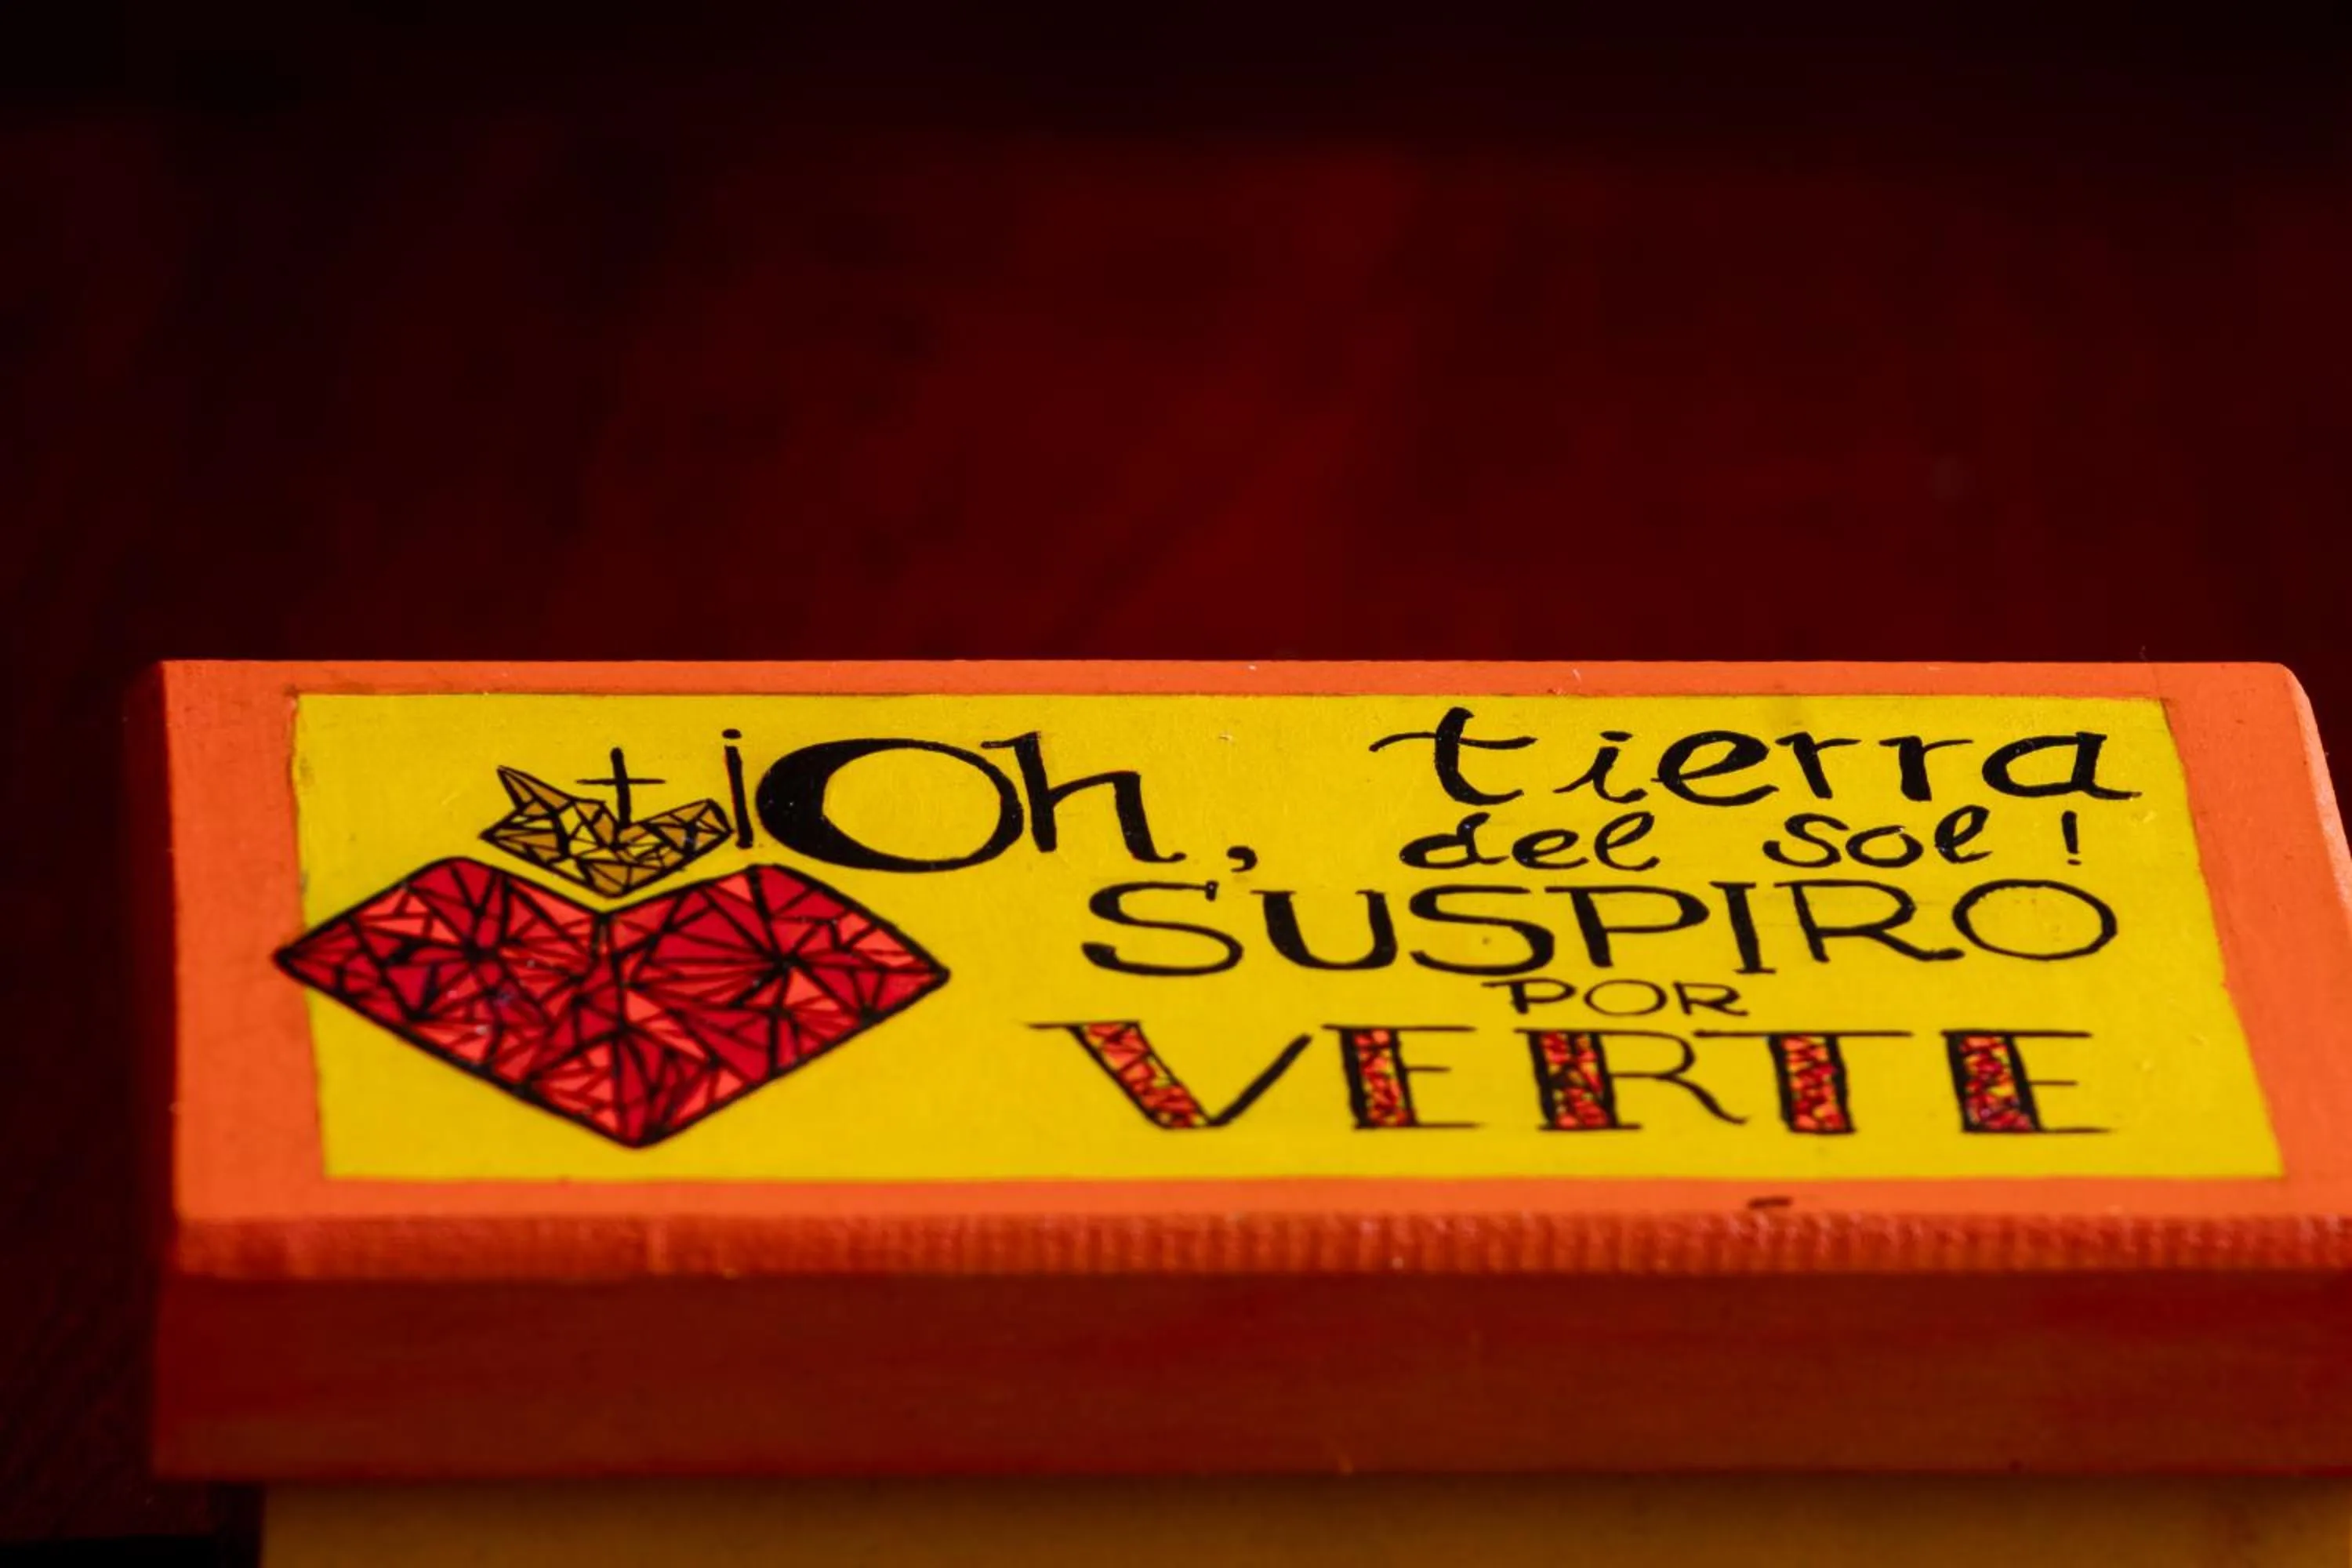 ¡Oh, tierra
del sol!
SUSPIRO
POR
VERTE